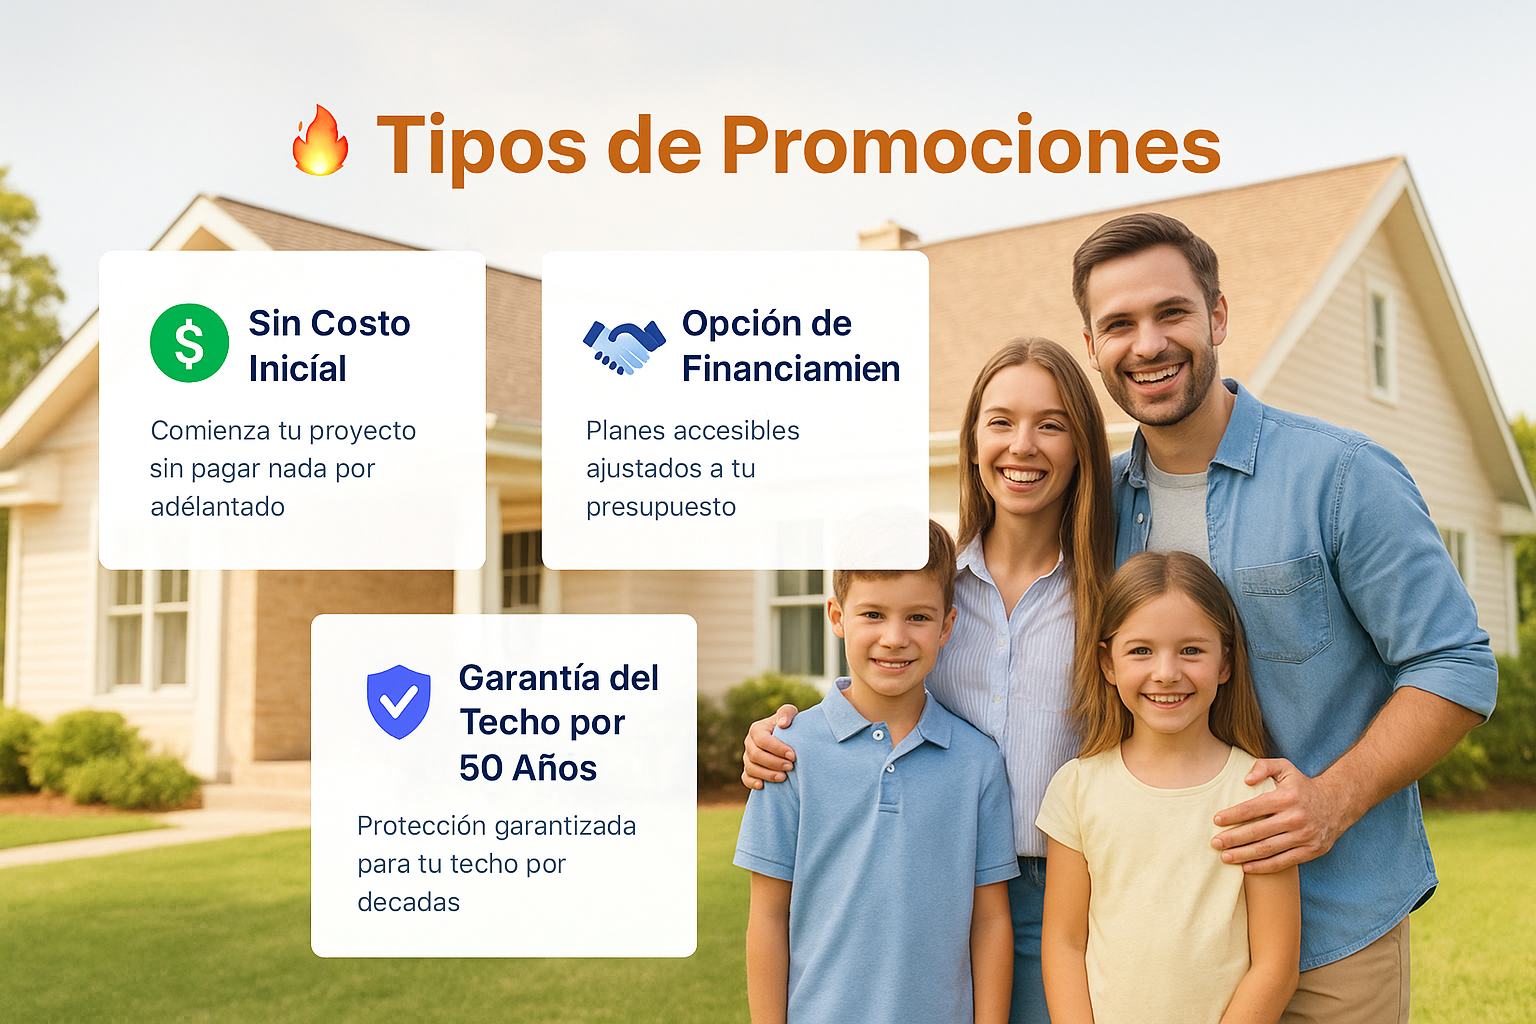 🔥 Tipos de Promociones
$
Sin Costo
Inicíal
Comienza tu proyecto
sin pagar nada por
adélantado
Opción de
Financiamien
Planes accesibles
ajustados a tu
presupuesto
Garantía del
Techo por
50 Años
Protección garantizada
para tu techo por
decadas